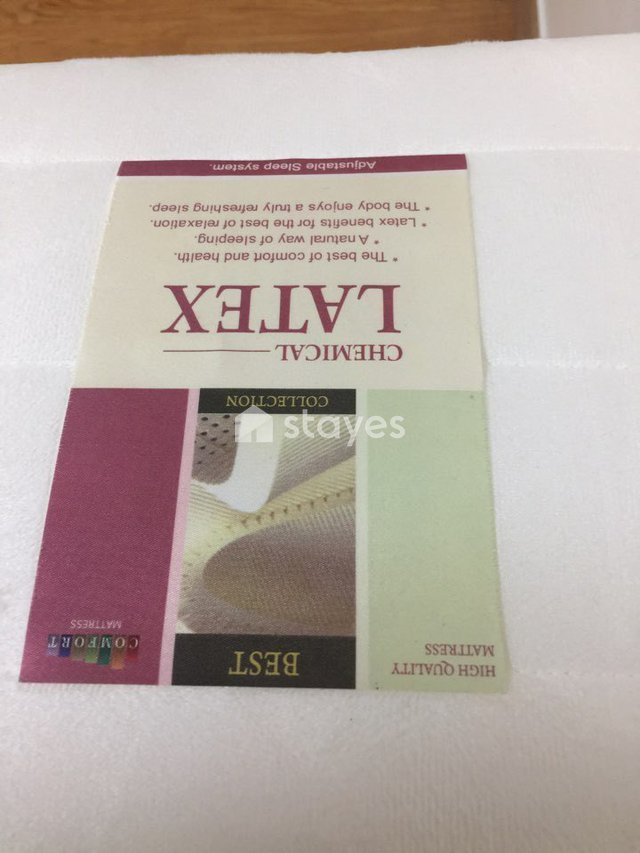 HIGH QUALITY
MATTRESS
BEST
COLLECTION
COMFORT
MATTRESS
CHEMICAL
LATEX
* The best of comfort and health.
* A natural way of sleeping.
* Latex benefits for the best of relaxation.
* The body enjoys a truly refreshing sleep.
Adjustable Sleep system.
stayes